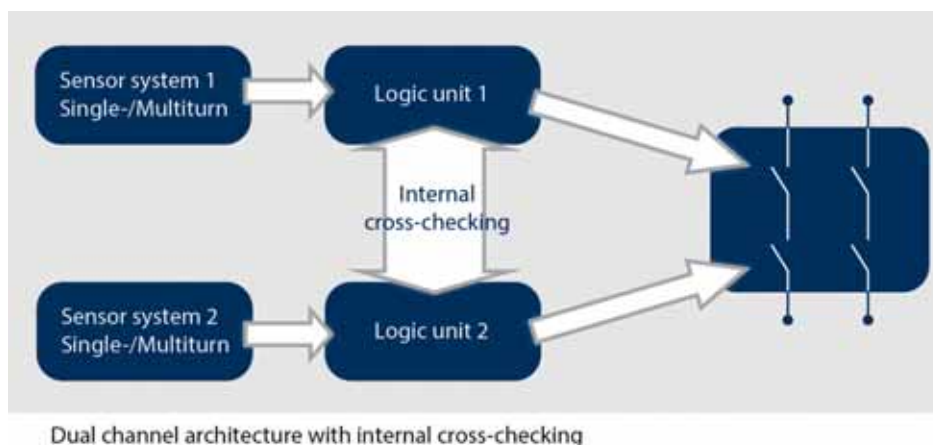 Sensor system 1
Single-/Multiturn
Logic unit 1
Internal
cross-checking
Sensor system 2
Single-/Multiturn
Logic unit 2
Dual channel architecture with internal cross-checking